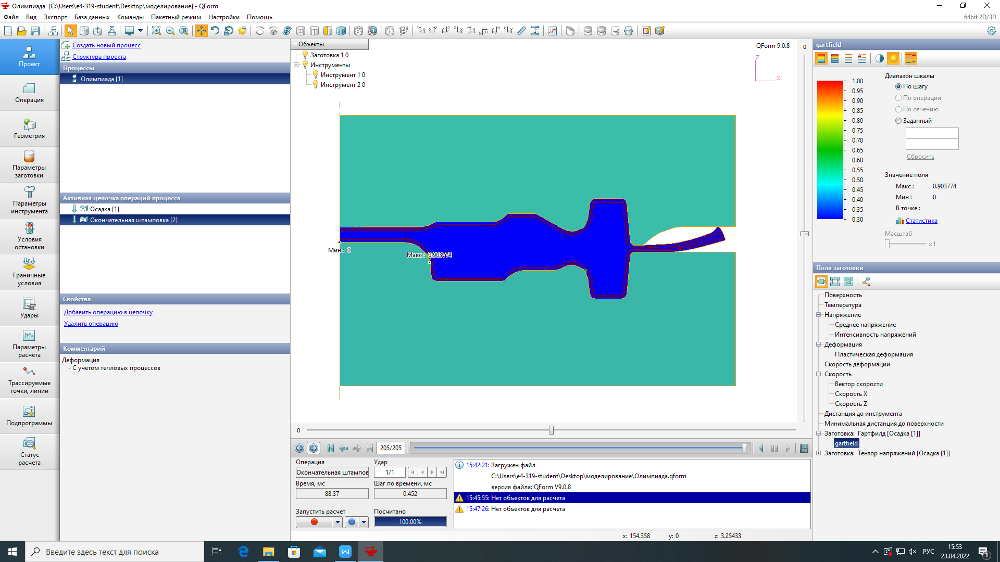 Олимпиада [C:\Users\e4-319-student\Desktop\моделирование] - QForm
Файл Вид Экспорт База данных Команды Пакетный режим Настройки Помощь
64bit 2D/3D
Проект
Операция
Геометрия
Параметры
заготовки
Параметры
инструмента
Условия
остановки
Граничные
условия
Удары
Параметры
расчета
Трассируемые
точки, линии
Подпрограммы
Статус
расчета
Создать новый процесс
Структура проекта
Процессы
Олимпиада [1]
Активная цепочка операций процесса
Осадка [1]
Окончательная штамповка [2]
Свойства
Добавить операцию в цепочку
Удалить операцию
Комментарий
Деформация
- С учетом тепловых процессов
Объекты
Заготовка 1 0
Инструменты
Инструмент 1 0
Инструмент 2 0
QForm 9.0.8
Z
X
0
Мин : 0
Макс : 0.903774
0
205/205
Операция
Окончательная штампов
Удар
1/1
Время, мс
88.37
Шаг по времени, мс
0.452
Запустить расчет
Посчитано
100.00%
15:42:21: Загружен файл
C:\Users\e4-319-student\Desktop\моделирование\Олимпиада.qform
версия файла: QForm V9.0.8
15:45:55: Нет объектов для расчета
15:47:26: Нет объектов для расчета
x: 154.358 y: 0 z: 3.25433
gartfield
1.00
0.95
0.90
0.85
0.80
0.75
0.70
0.65
0.60
0.55
0.50
0.45
0.40
0.35
0.30
Диапазон шкалы
По шагу
По операции
По сечению
Заданный
Сбросить
Значение поля
Макс : 0.903774
Мин : 0
В точке :
Статистика
Масштаб
×1
Поля заготовки
Поверхность
Температура
Напряжение
Среднее напряжение
Интенсивность напряжений
Деформация
Пластическая деформация
Скорость деформации
Скорость
Вектор скорости
Скорость X
Скорость Z
Дистанция до инструмента
Минимальная дистанция до поверхности
Заготовка: Гартфилд [Осадка [1]]
gartfield
Заготовка: Тензор напряжений [Осадка [1]]
Введите здесь текст для поиска
РУС
15:53
23.04.2022
1